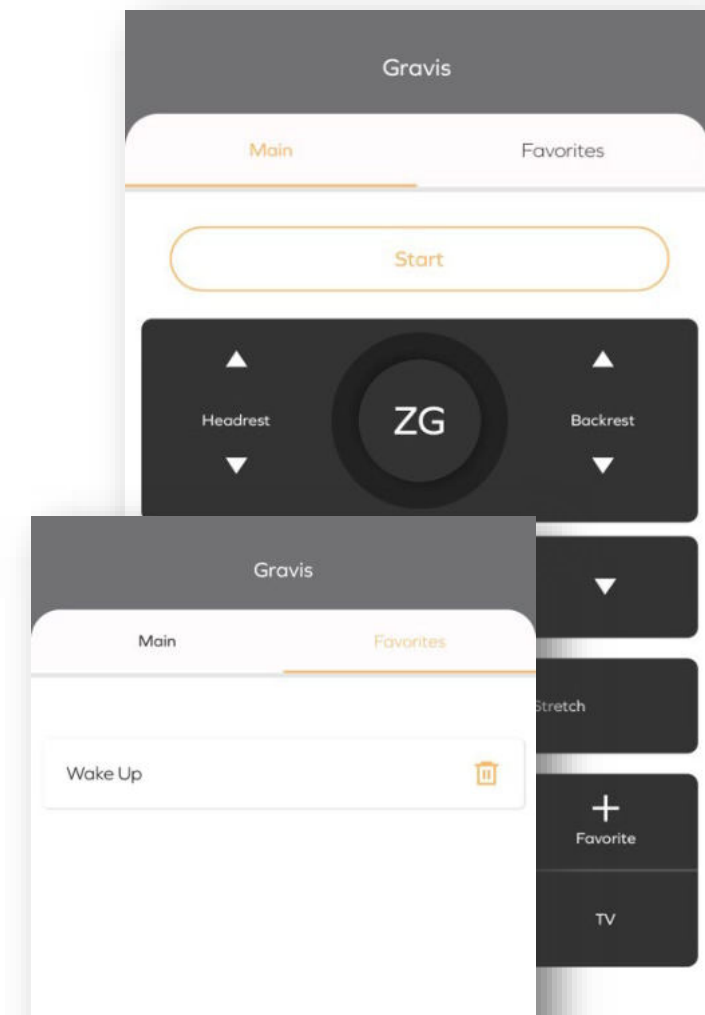 Gravis
Main Favorites
Start
Headrest ZG Backrest
Gravis
Main Favorites
Stretch
Wake Up
Favorite
TV